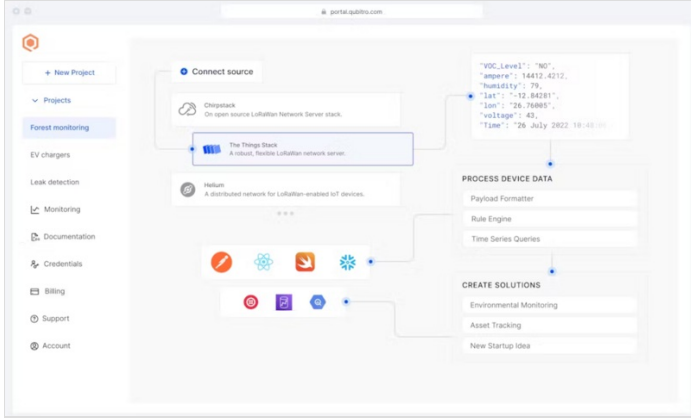 portal.qubitro.com
+ New Project
Projects
Forest monitoring
EV chargers
Leak detection
Monitoring
Documentation
Credentials
Billing
Support
Account
Connect source
Chirpstack
On open source LoRaWan Network Server stack.
The Things Stack
A robust, flexible LoRaWan network server.
Helium
A distributed network for LoRaWan-enabled IoT devices.
"VOC_Level": "NO",
"ampere": 14412.4212,
"humidity": 79,
"lat": "-12.84281",
"lon": "26.76005",
"voltage": 43,
"Time": "26 July 2022
PROCESS DEVICE DATA
Payload Formatter
Rule Engine
Time Series Queries
CREATE SOLUTIONS
Environmental Monitoring
Asset Tracking
New Startup Idea